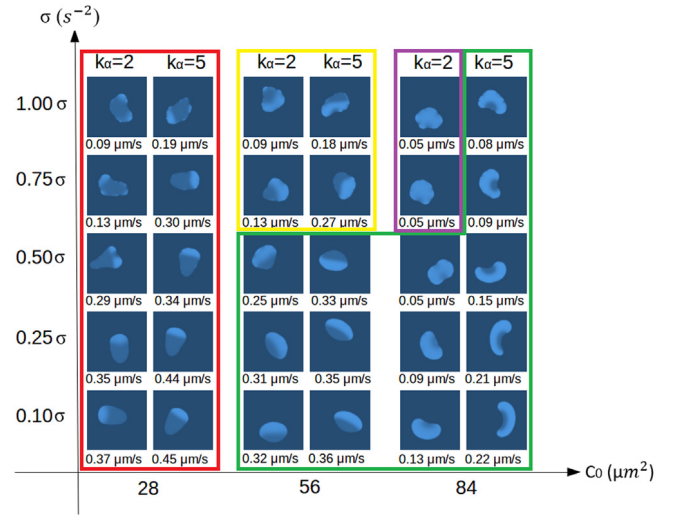 σ (s⁻²)
kα=2 kα=5 kα=2 kα=5 kα=2 kα=5
1.00 σ
0.09 μm/s 0.19 μm/s 0.09 μm/s 0.18 μm/s 0.05 μm/s 0.08 μm/s
0.75 σ
0.13 μm/s 0.30 μm/s 0.13 μm/s 0.27 μm/s 0.05 μm/s 0.09 μm/s
0.50 σ
0.29 μm/s 0.34 μm/s 0.25 μm/s 0.33 μm/s 0.05 μm/s 0.15 μm/s
0.25 σ
0.35 μm/s 0.44 μm/s 0.31 μm/s 0.35 μm/s 0.09 μm/s 0.21 μm/s
0.10 σ
0.37 μm/s 0.45 μm/s 0.32 μm/s 0.36 μm/s 0.13 μm/s 0.22 μm/s
C₀ (μm²)
28 56 84